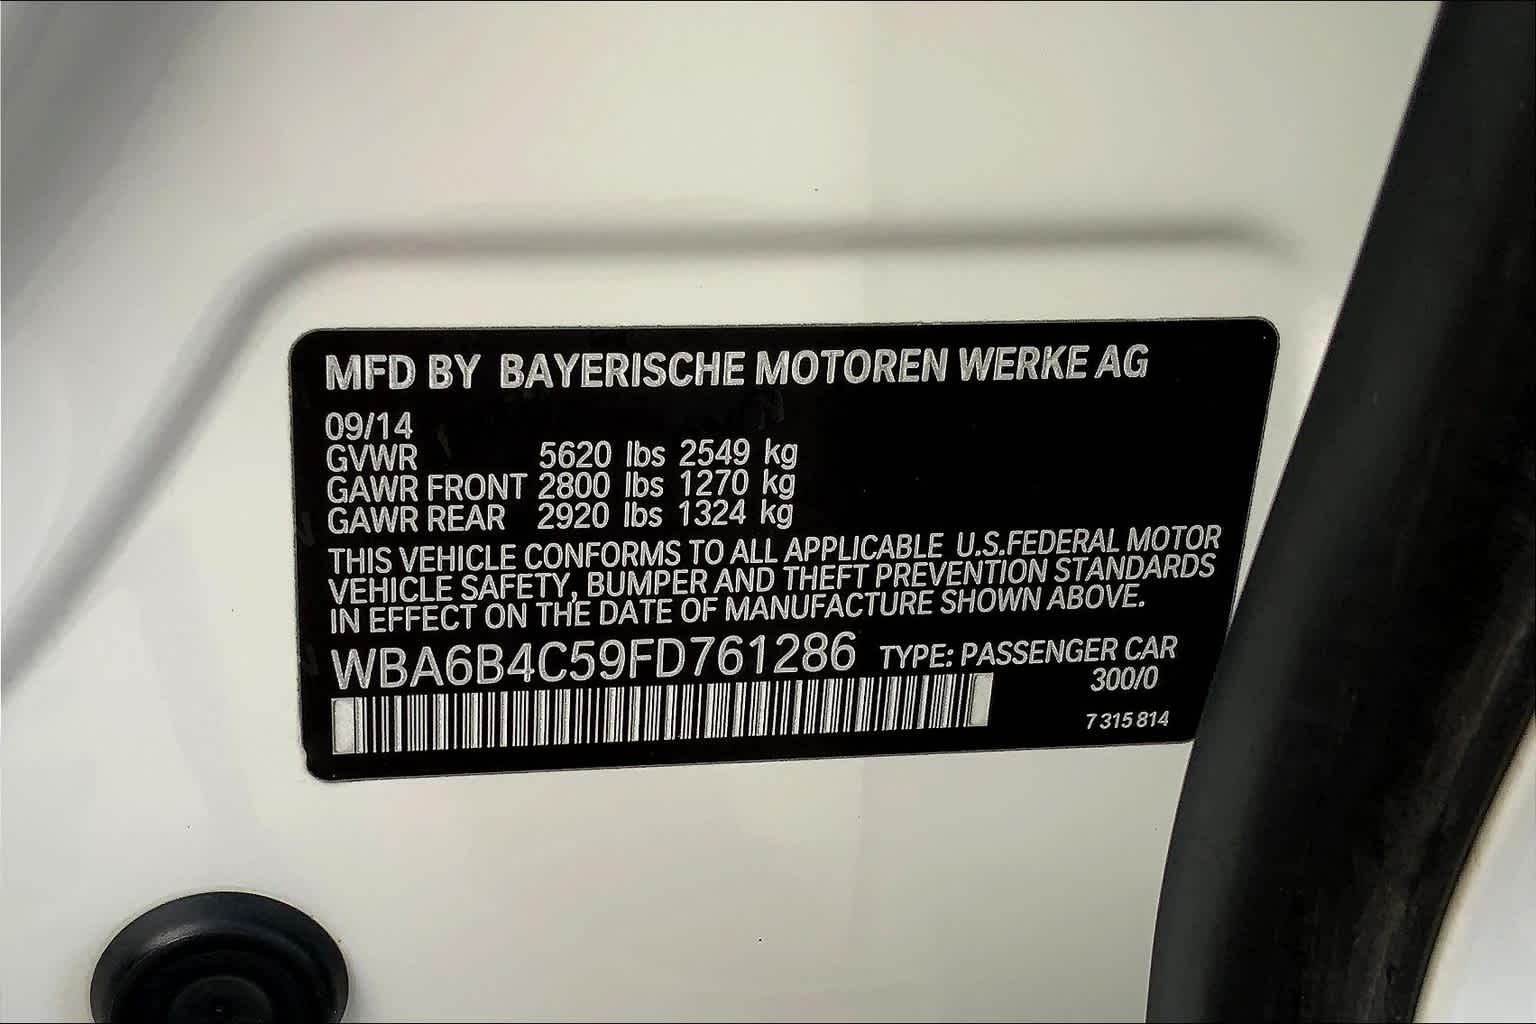 MFD BY BAYERISCHE MOTOREN WERKE AG
09/14
GVWR 5620 lbs 2549 kg
GAWR FRONT 2800 lbs 1270 kg
GAWR REAR 2920 lbs 1324 kg
THIS VEHICLE CONFORMS TO ALL APPLICABLE U.S.FEDERAL MOTOR
VEHICLE SAFETY, BUMPER AND THEFT PREVENTION STANDARDS
IN EFFECT ON THE DATE OF MANUFACTURE SHOWN ABOVE.
WBA6B4C59FD761286 TYPE: PASSENGER CAR
300/0
7 315 814